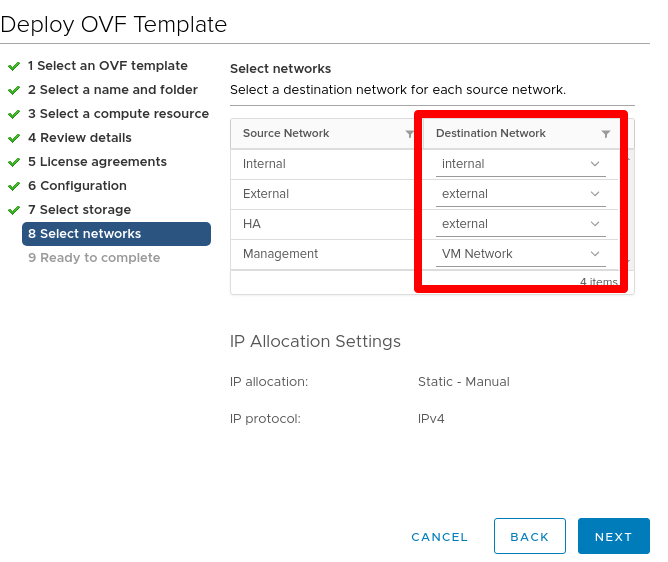 Deploy OVF Template
1 Select an OVF template
2 Select a name and folder
3 Select a compute resource
4 Review details
5 License agreements
6 Configuration
7 Select storage
8 Select networks
9 Ready to complete
Select networks
Select a destination network for each source network.
Source Network Destination Network
Internal internal
External external
HA external
Management VM Network
4 items
IP Allocation Settings
IP allocation: Static - Manual
IP protocol: IPv4
CANCEL BACK NEXT